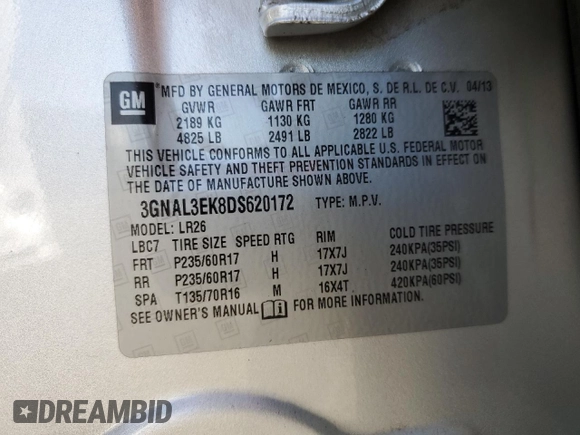 GM
®
MFD BY GENERAL MOTORS DE MEXICO, S. DE R.L. DE C.V. 04/13
GVWR GAWR FRT GAWR RR
2189 KG 1130 KG 1280 KG
4825 LB 2491 LB 2822 LB
THIS VEHICLE CONFORMS TO ALL APPLICABLE U.S. FEDERAL MOTOR
VEHICLE SAFETY AND THEFT PREVENTION STANDARDS IN EFFECT ON
THE DATE OF MANUFACTURE SHOWN ABOVE.
3GNAL3EK8DS620172 TYPE: M.P.V.
MODEL: LR26
LBC7 TIRE SIZE SPEED RTG RIM COLD TIRE PRESSURE
FRT P235/60R17 H 17X7J 240KPA(35PSI)
RR P235/60R17 H 17X7J 240KPA(35PSI)
SPA T135/70R16 M 16X4T 420KPA(60PSI)
SEE OWNER'S MANUAL FOR MORE INFORMATION.
DREAMBID